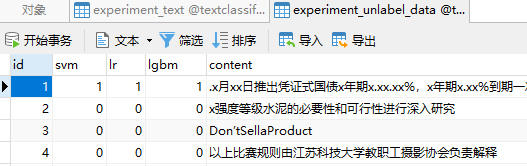 对象 experiment_text @textclassif... experiment_unlabel_data @t...
开始事务 文本 筛选 排序 导入 导出
id svm lr lgbm content
1 1 1 1 .x月xx日推出凭证式国债x年期x.xx.xx%，x年期x.xx%到期一
2 0 0 0 x强度等级水泥的必要性和可行性进行深入研究
3 0 0 0 Don'tSellaProduct
4 0 0 0 以上比赛规则由江苏科技大学教职工摄影协会负责解释